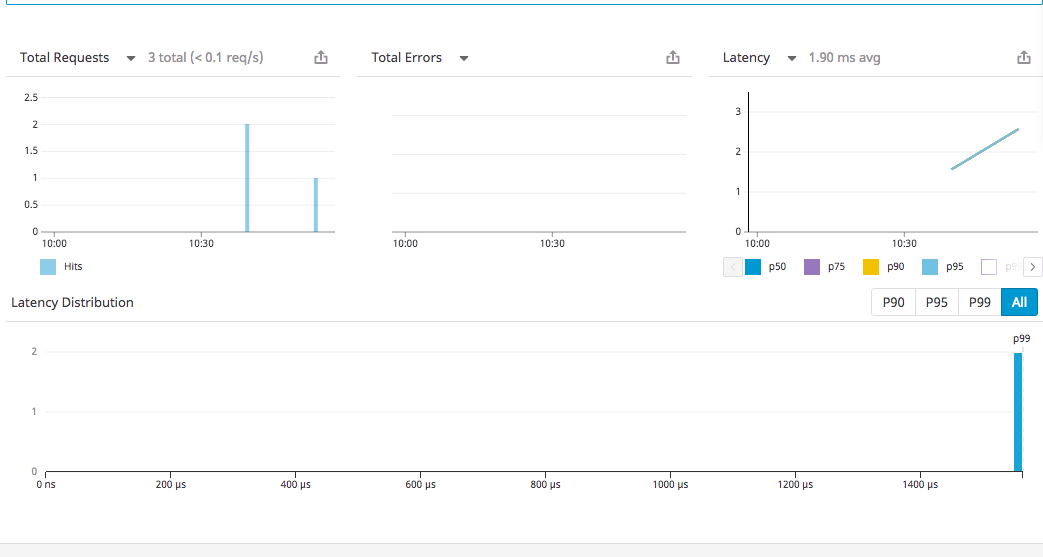 Total Requests 3 total (< 0.1 req/s)
Total Errors
Latency 1.90 ms avg
2.5
2
1.5
1
0.5
0
10:00 10:30
Hits
10:00 10:30
3
2
1
0
10:00 10:30
p50 p75 p90 p95
Latency Distribution
P90 P95 P99 All
p99
2
1
0
0 ns 200 µs 400 µs 600 µs 800 µs 1000 µs 1200 µs 1400 µs